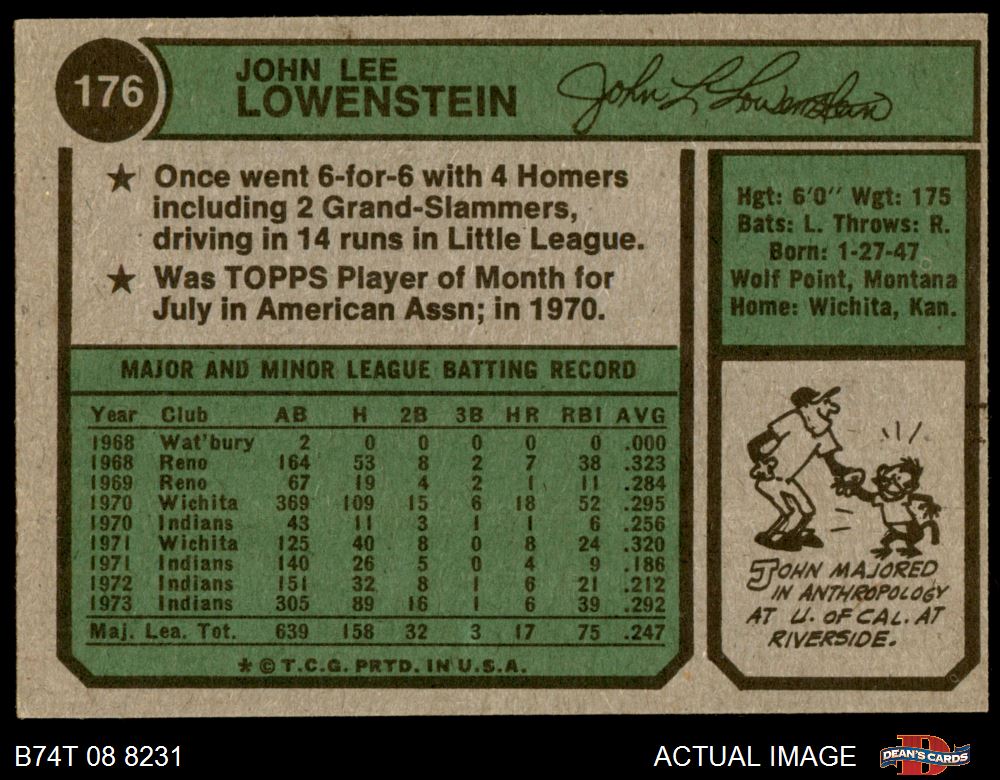 176
JOHN LEE
LOWENSTEIN
John L Lowenstein
★ Once went 6-for-6 with 4 Homers
including 2 Grand-Slammers,
driving in 14 runs in Little League.
★ Was TOPPS Player of Month for
July in American Assn; in 1970.
Hgt: 6'0" Wgt: 175
Bats: L. Throws: R.
Born: 1-27-47
Wolf Point, Montana
Home: Wichita, Kan.
MAJOR AND MINOR LEAGUE BATTING RECORD
Year Club AB H 2B 3B HR RBI AVG
1968 Wat'bury 2 0 0 0 0 0 .000
1968 Reno 164 53 8 2 7 38 .323
1969 Reno 67 19 4 2 1 11 .284
1970 Wichita 369 109 15 6 18 52 .295
1970 Indians 43 11 3 1 1 6 .256
1971 Wichita 125 40 8 0 8 24 .320
1971 Indians 140 26 5 0 4 9 .186
1972 Indians 151 32 8 1 6 21 .212
1973 Indians 305 89 16 1 6 39 .292
Maj. Lea. Tot. 639 158 32 3 17 75 .247
* © T.C.G. PRTD. IN U.S.A.
JOHN MAJORED
IN ANTHROPOLOGY
AT U. OF CAL. AT
RIVERSIDE.
B74T 08 8231
ACTUAL IMAGE
DEAN'S CARDS